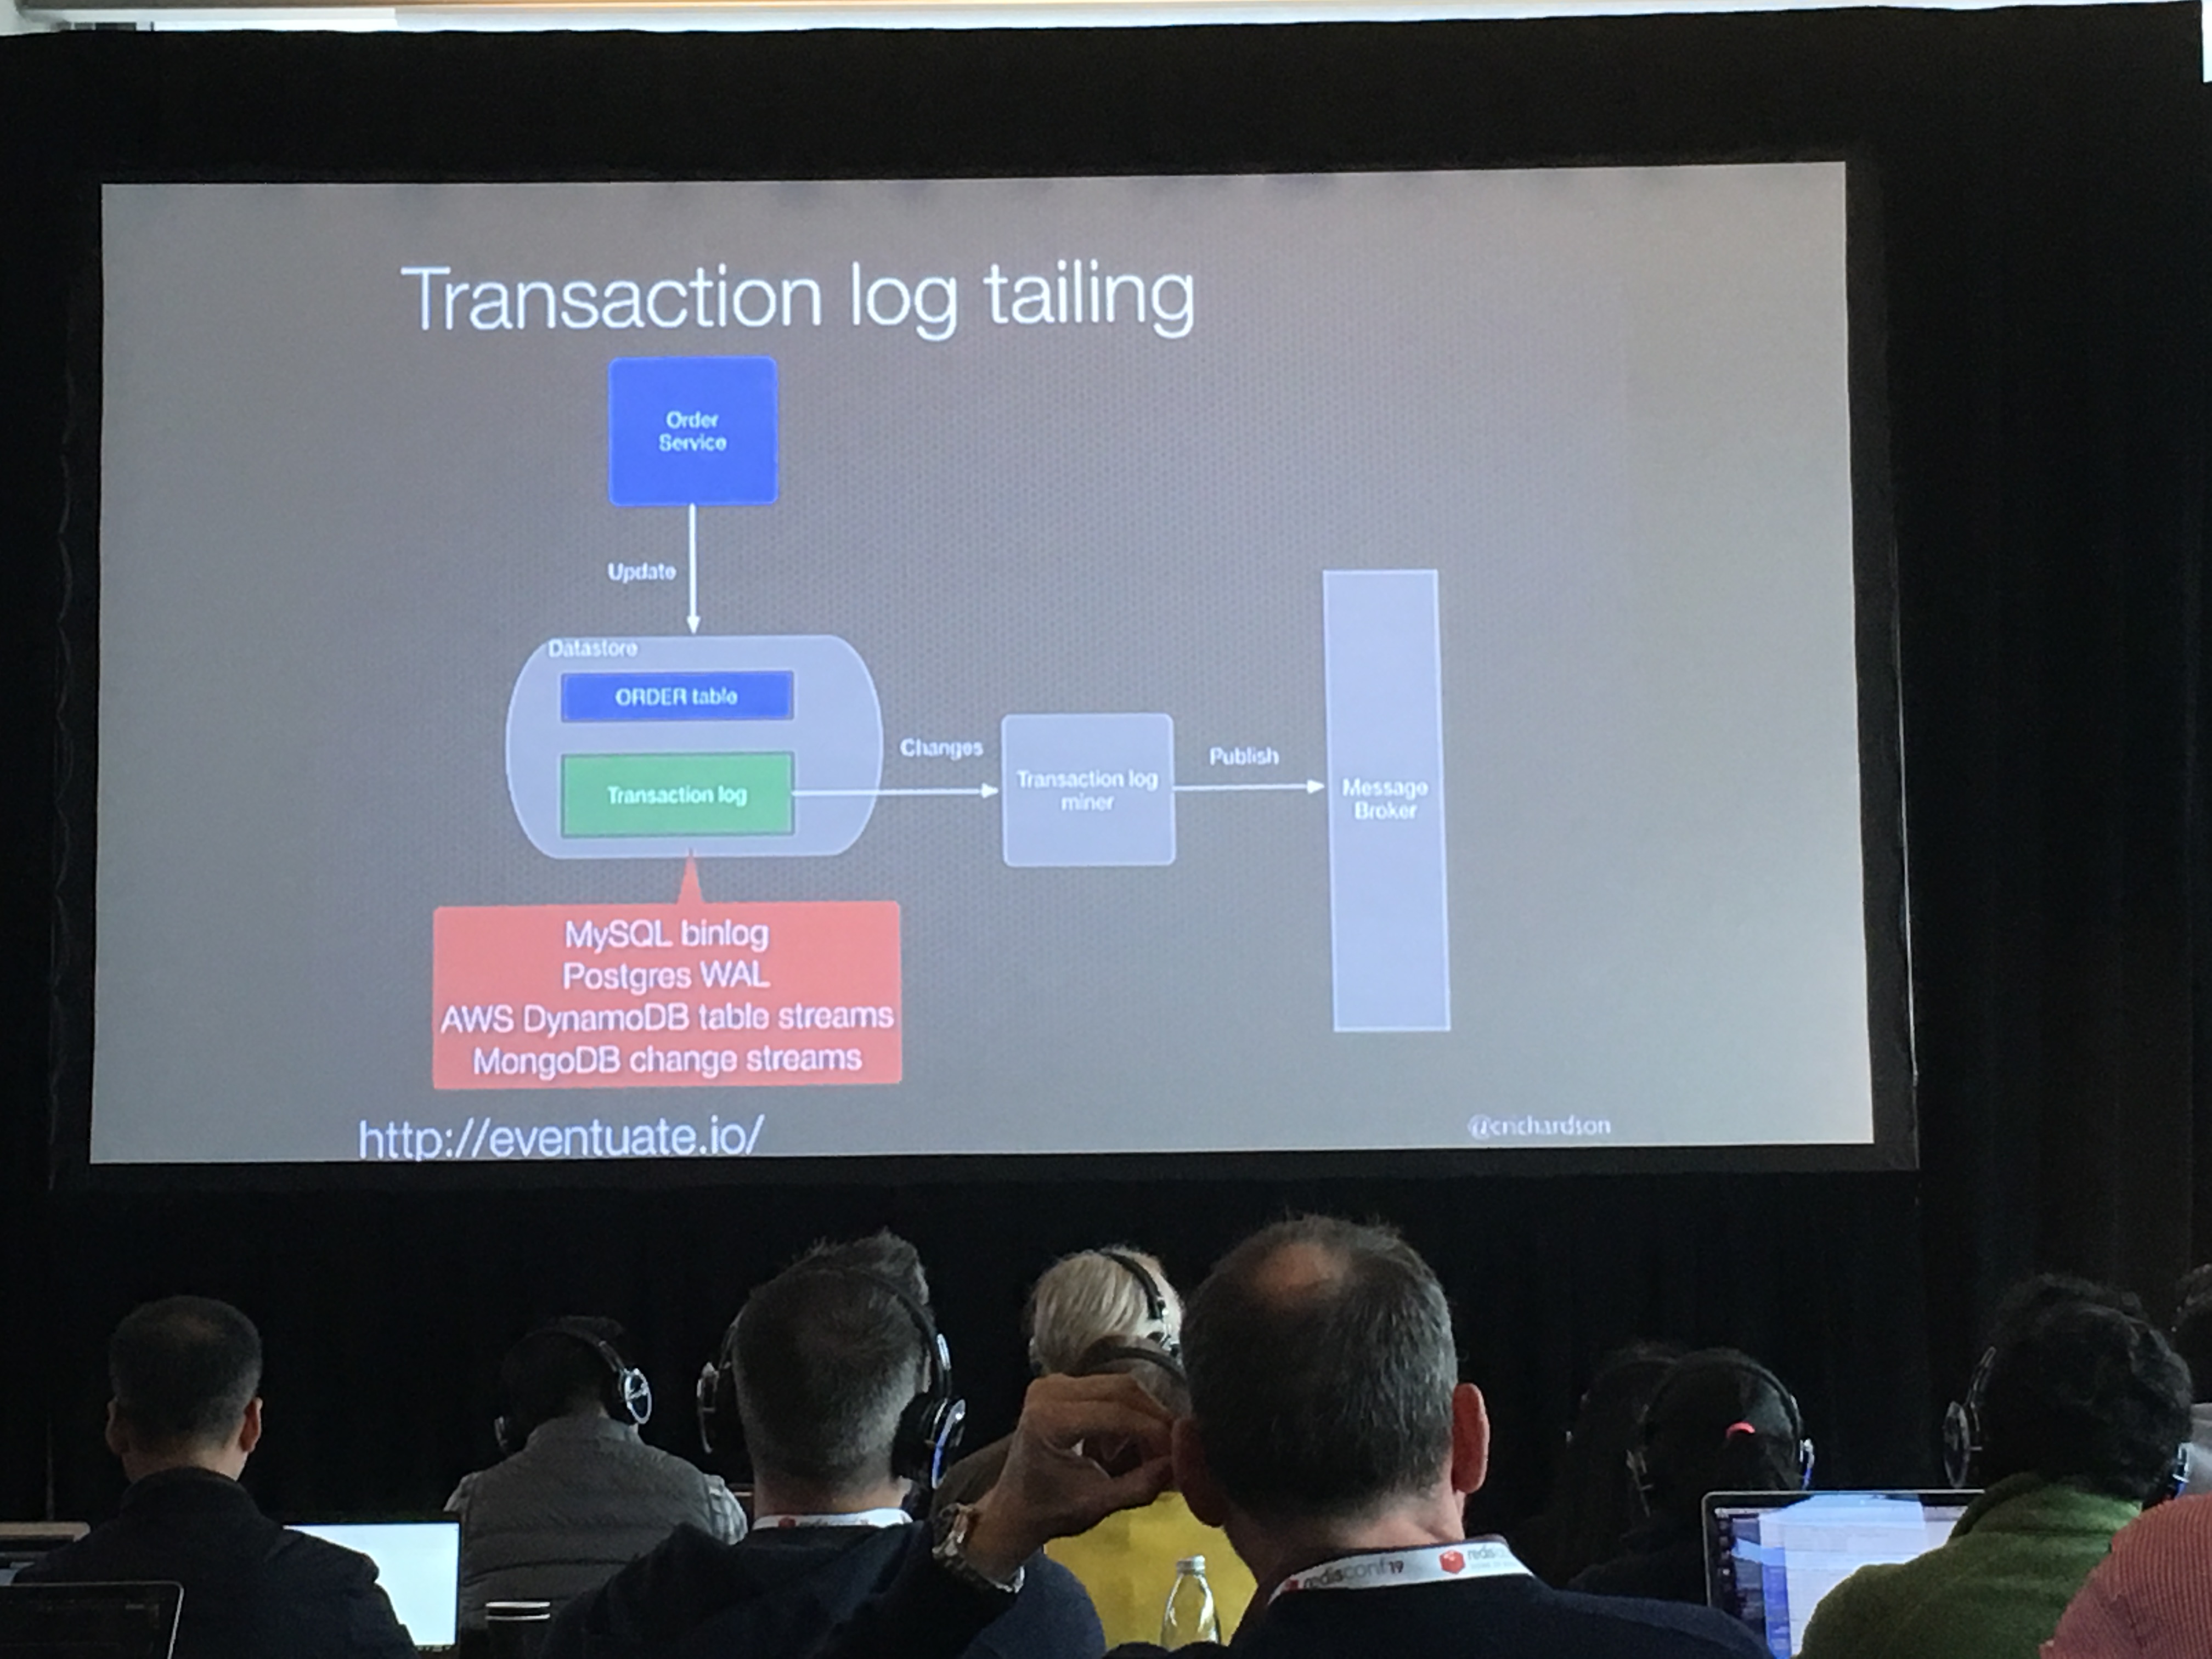 Transaction log tailing
Order
Service
Update
Datastore
ORDER table
Transaction log
Changes
Transaction log
miner
Publish
Message
Broker
MySQL binlog
Postgres WAL
AWS DynamoDB table streams
MongoDB change streams
http://eventuate.io/
@crichardson
redisconf19